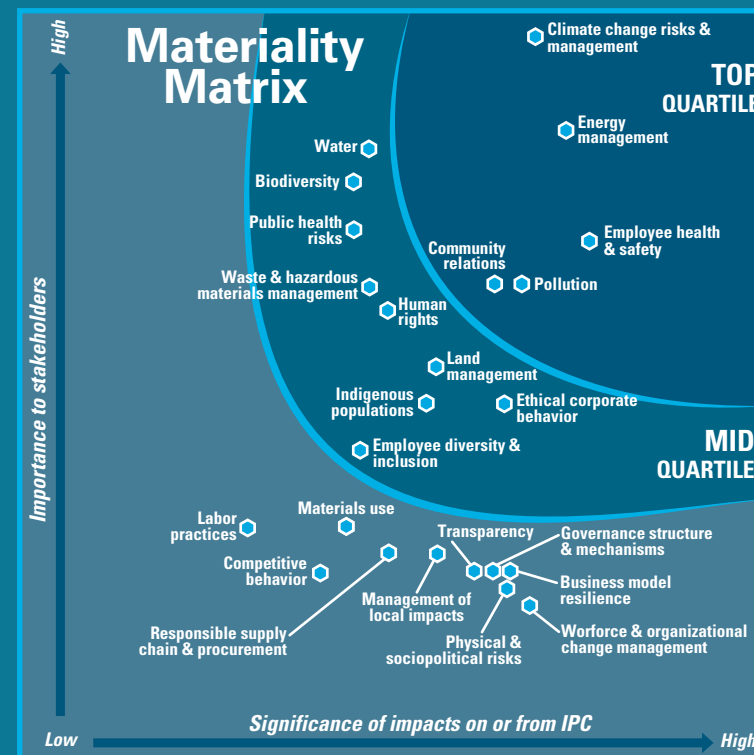 High
Materiality
Matrix
Climate change risks &
management
TOP
QUARTILE
Energy
management
Water
Biodiversity
Public health
risks
Employee health
& safety
Community
relations
Waste & hazardous
materials management
Pollution
Human
rights
Land
management
Indigenous
populations
Ethical corporate
behavior
Employee diversity &
inclusion
MID
QUARTILE
Importance to stakeholders
Labor
practices
Materials use
Transparency
Governance structure
& mechanisms
Competitive
behavior
Business model
resilience
Management of
local impacts
Responsible supply
chain & procurement
Physical &
sociopolitical risks
Worforce & organizational
change management
Significance of impacts on or from IPC
Low
High